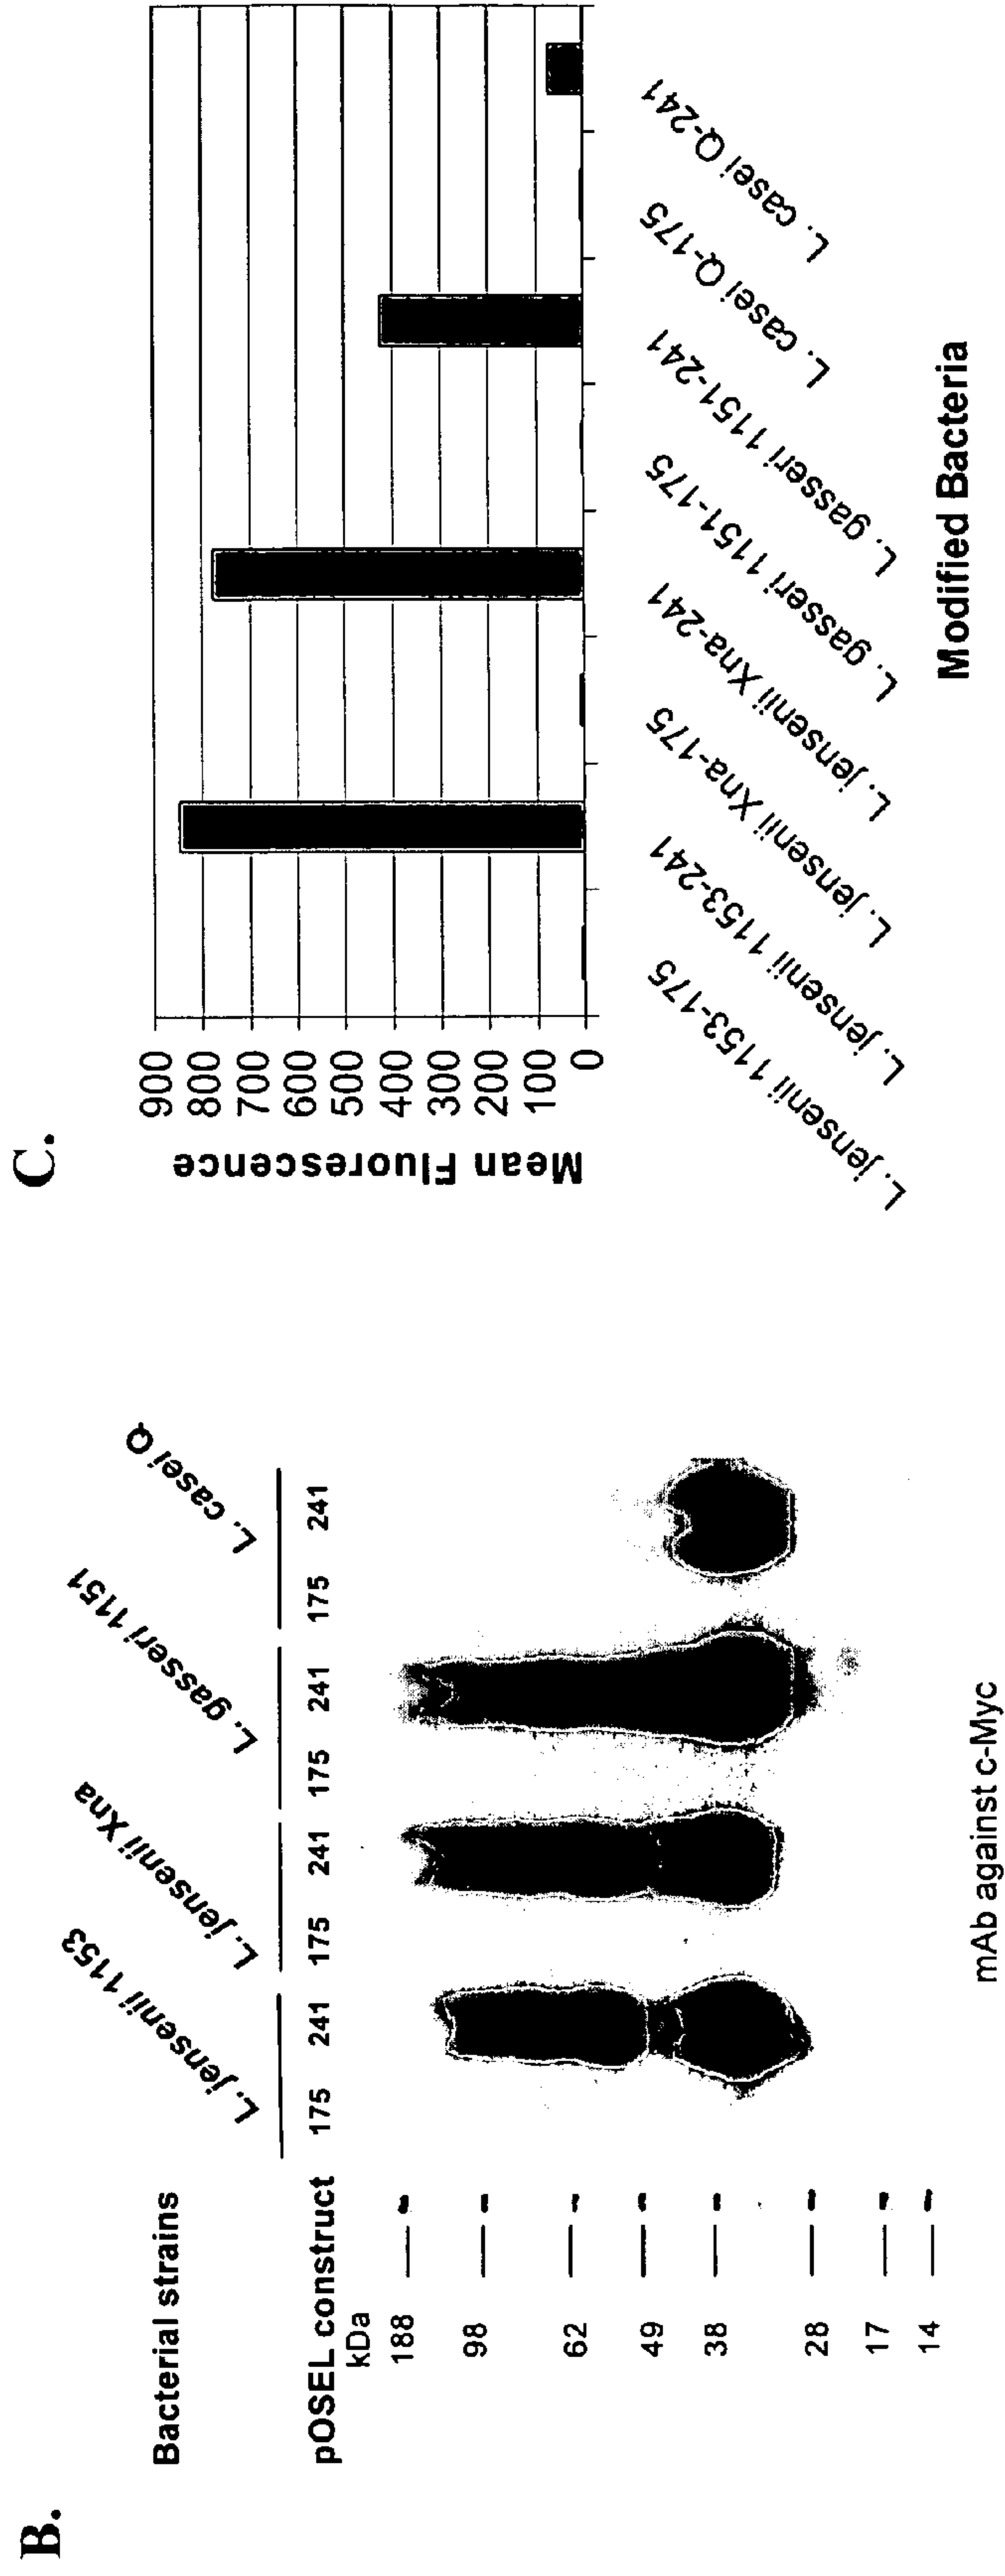 B.
Bacterial strains
L. jensenii 1153
L. jensenii Xna
L. gasseri 1151
L. casei Q
pOSEL construct
175 241 175 241 175 241 175 241
kDa
188
98
62
49
38
28
17
14
mAb against c-Myc
C.
Mean Fluorescence
900
800
700
600
500
400
300
200
100
0
L. jensenii 1153-175
L. jensenii 1153-241
L. jensenii Xna-175
L. jensenii Xna-241
L. gasseri 1151-175
L. gasseri 1151-241
L. casei Q-175
L. casei Q-241
Modified Bacteria